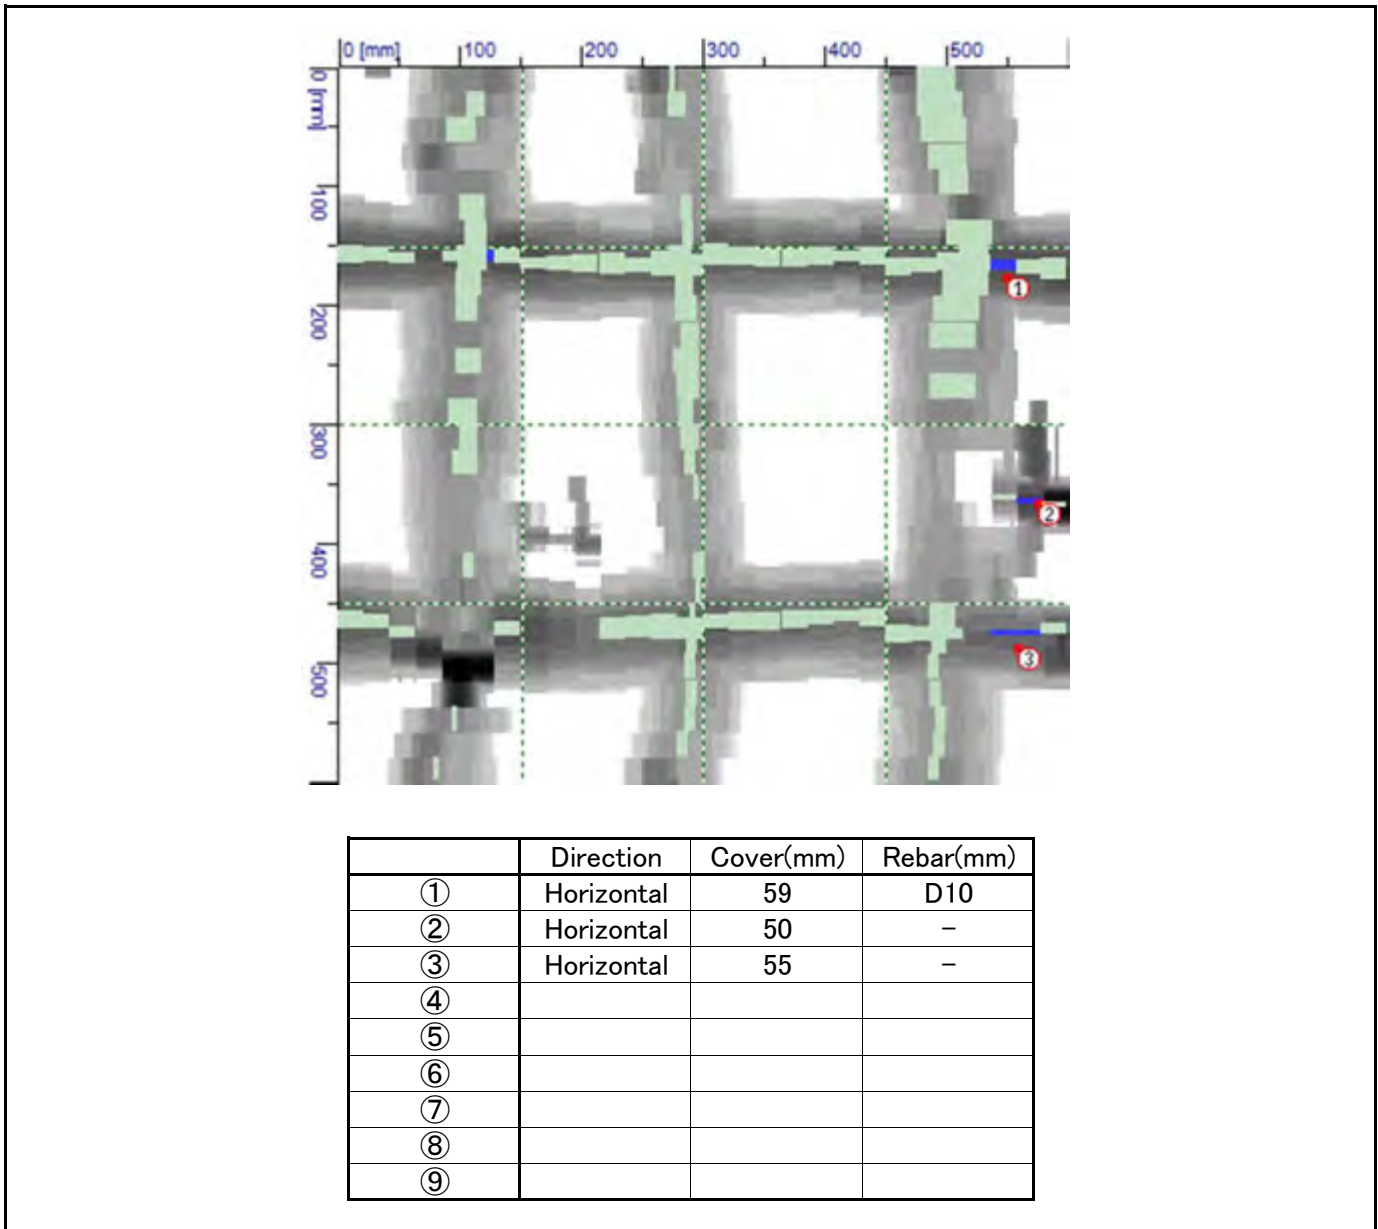 0 [mm] 100 200 300 400 500
0 [mm]
100
200
300
400
500
①
②
③
Direction Cover(mm) Rebar(mm)
① Horizontal 59 D10
② Horizontal 50 −
③ Horizontal 55 −
④
⑤
⑥
⑦
⑧
⑨